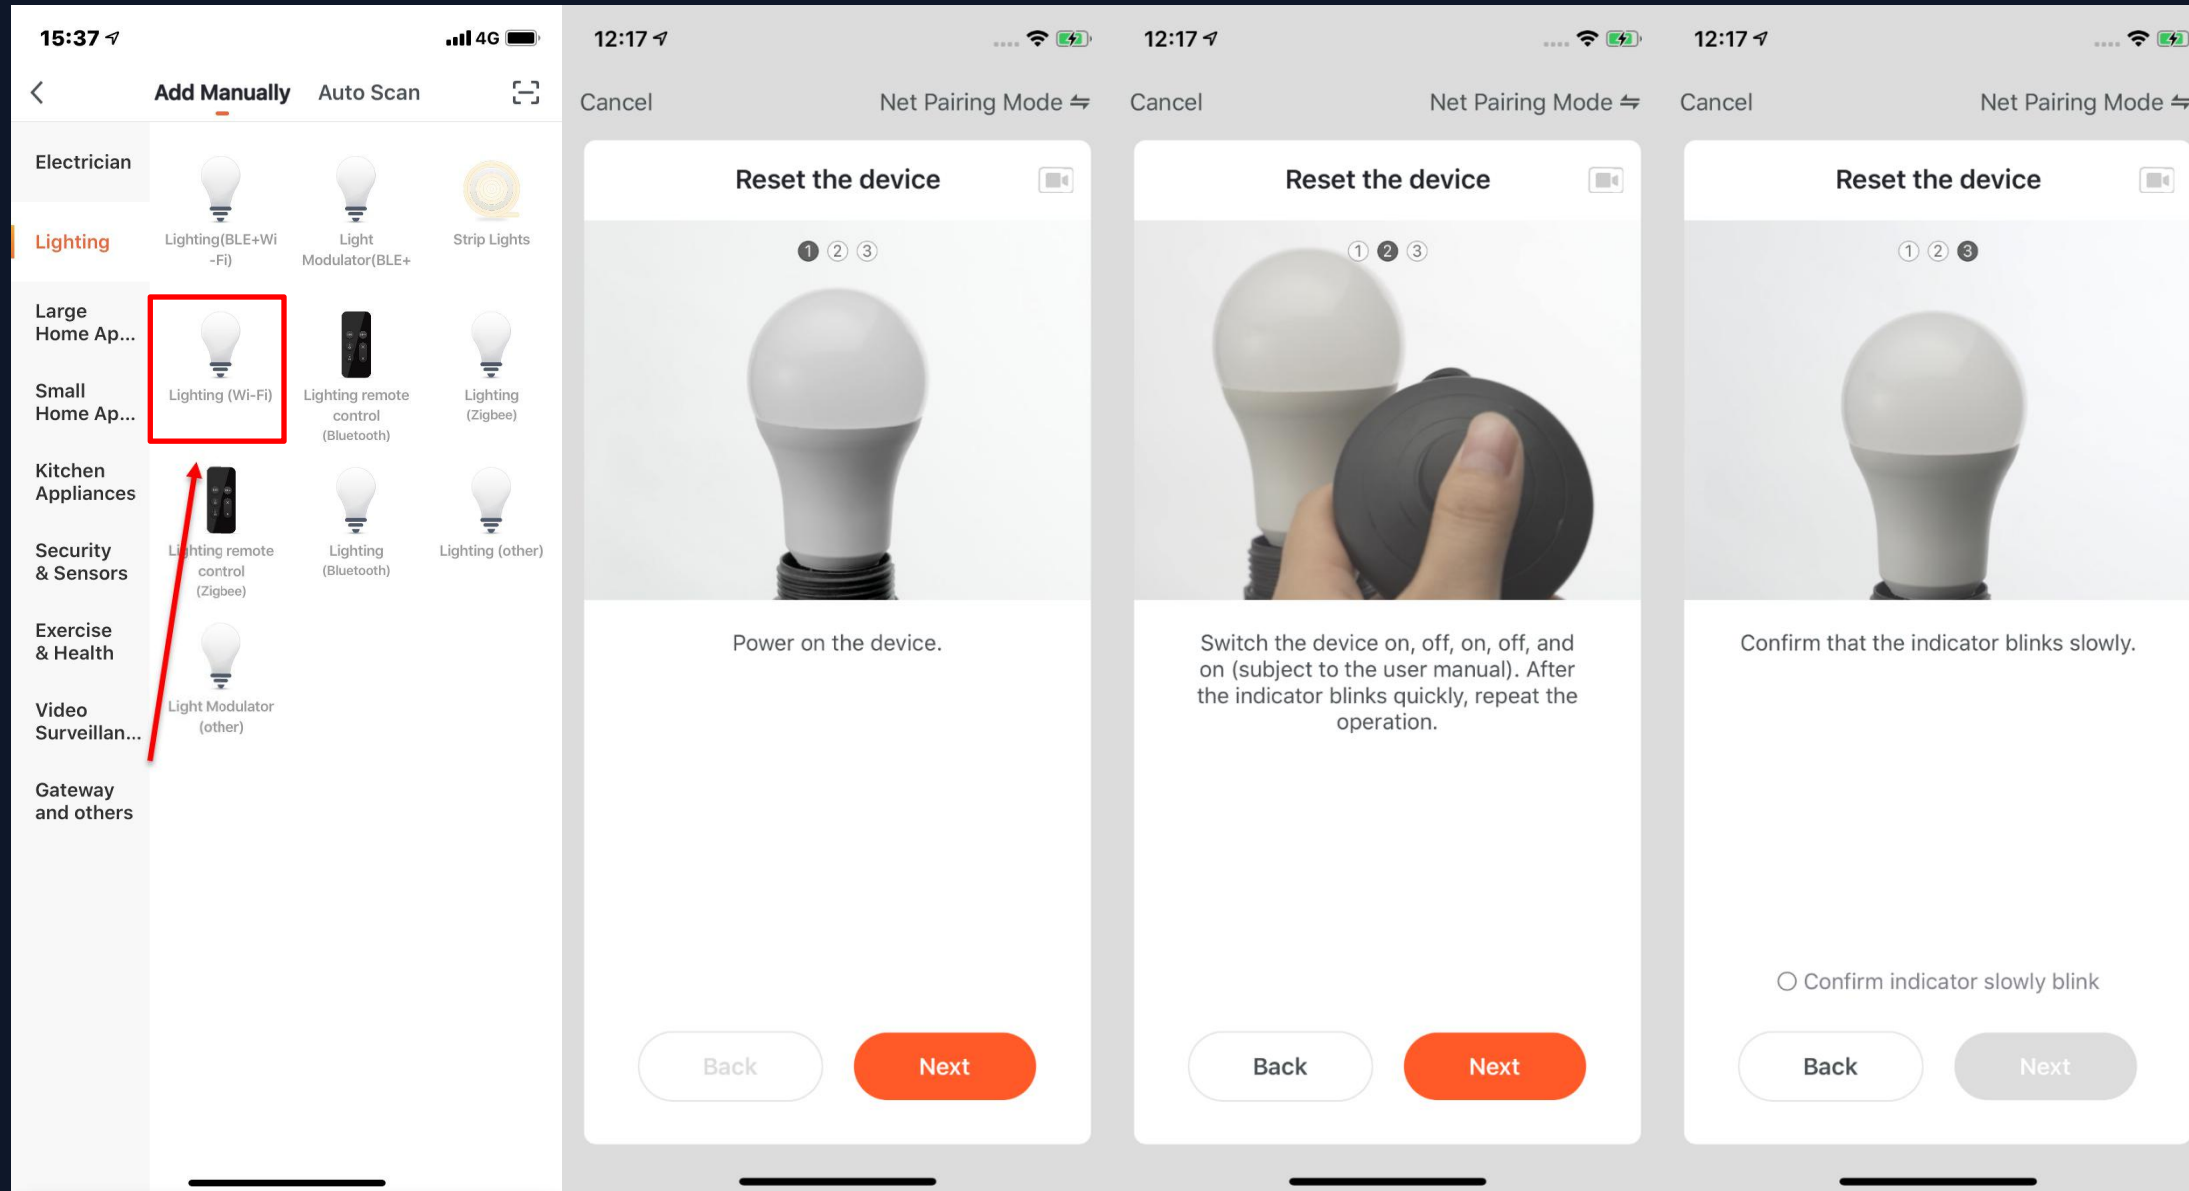 15:37
4G
Add Manually
Auto Scan
Electrician
Lighting
Large
Home Ap...
Small
Home Ap...
Kitchen
Appliances
Security
& Sensors
Exercise
& Health
Video
Surveillan...
Gateway
and others
Lighting(BLE+Wi
-Fi)
Light
Modulator(BLE+
Strip Lights
Lighting (Wi-Fi)
Lighting remote
control
(Bluetooth)
Lighting
(Zigbee)
Lighting remote
control
(Zigbee)
Lighting
(Bluetooth)
Lighting (other)
Light Modulator
(other)
12:17
Cancel
Net Pairing Mode
Reset the device
1 2 3
Power on the device.
Back
Next
12:17
Cancel
Net Pairing Mode
Reset the device
1 2 3
Switch the device on, off, on, off, and
on (subject to the user manual). After
the indicator blinks quickly, repeat the
operation.
Back
Next
12:17
Cancel
Net Pairing Mode
Reset the device
1 2 3
Confirm that the indicator blinks slowly.
Confirm indicator slowly blink
Back
Next